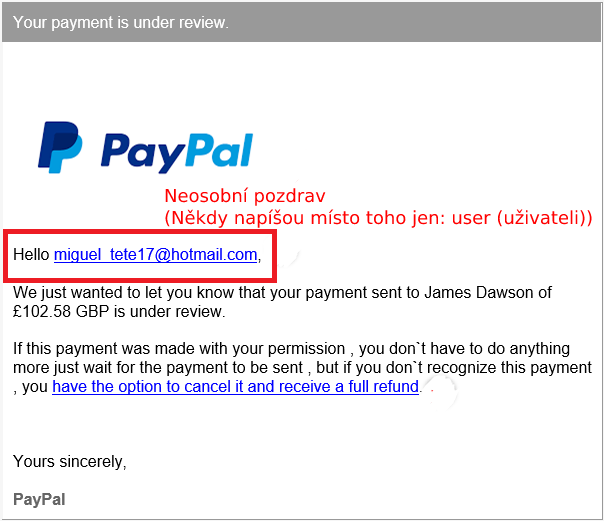 Your payment is under review.
PayPal
Neosobní pozdrav
(Někdy napíšou místo toho jen: user (uživateli))
Hello miguel_tete17@hotmail.com,
We just wanted to let you know that your payment sent to James Dawson of
£102.58 GBP is under review.
If this payment was made with your permission , you don`t have to do anything
more just wait for the payment to be sent , but if you don`t recognize this payment
, you have the option to cancel it and receive a full refund.
Yours sincerely,
PayPal